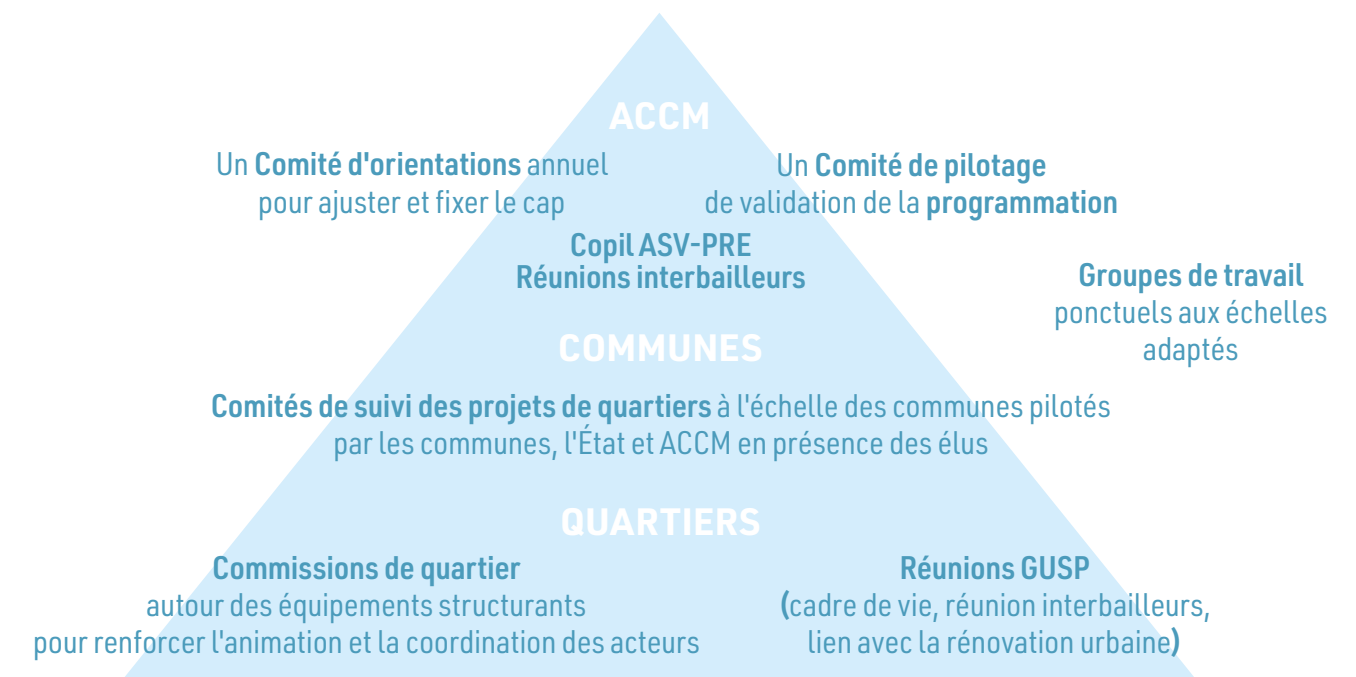 ACCM
Un Comité d'orientations annuel
pour ajuster et fixer le cap
Un Comité de pilotage
de validation de la programmation
Copil ASV-PRE
Réunions interbailleurs
Groupes de travail
ponctuels aux échelles
adaptés
COMMUNES
Comités de suivi des projets de quartiers à l'échelle des communes pilotés
par les communes, l'État et ACCM en présence des élus
QUARTIERS
Commissions de quartier
autour des équipements structurants
pour renforcer l'animation et la coordination des acteurs
Réunions GUSP
(cadre de vie, réunion interbailleurs,
lien avec la rénovation urbaine)